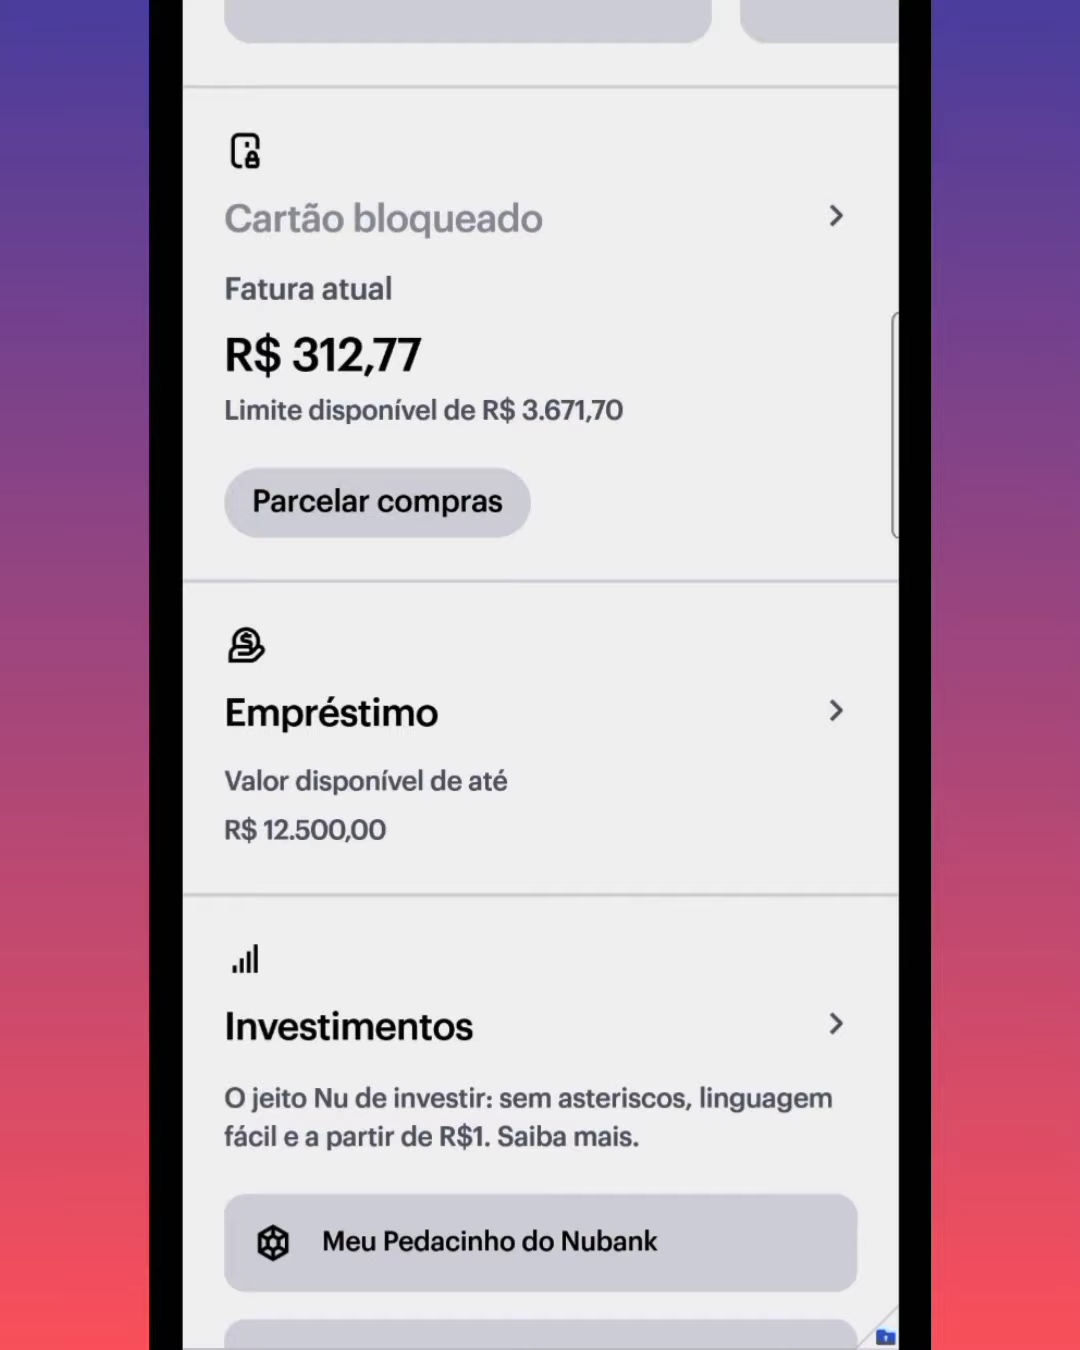 Cartão bloqueado
Fatura atual
R$ 312,77
Limite disponível de R$ 3.671,70
Parcelar compras
Empréstimo
Valor disponível de até
R$ 12.500,00
Investimentos
O jeito Nu de investir: sem asteriscos, linguagem
fácil e a partir de R$1. Saiba mais.
Meu Pedacinho do Nubank